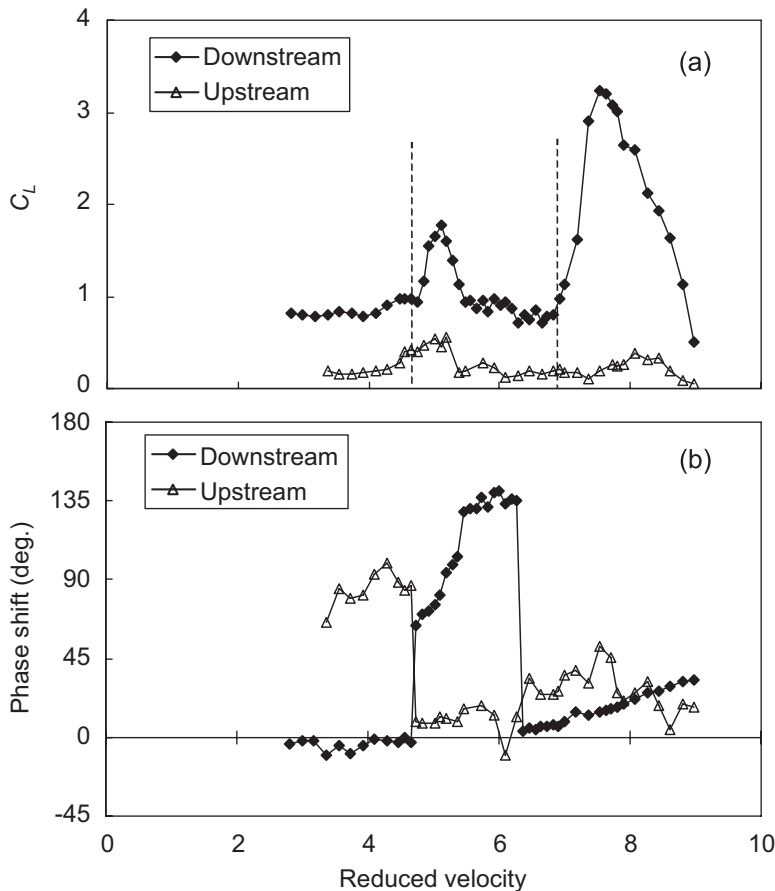 4
3
2
1
0
C_L
Downstream
Upstream
(a)
180
135
90
45
0
-45
Phase shift (deg.)
Downstream
Upstream
(b)
0 2 4 6 8 10
Reduced velocity